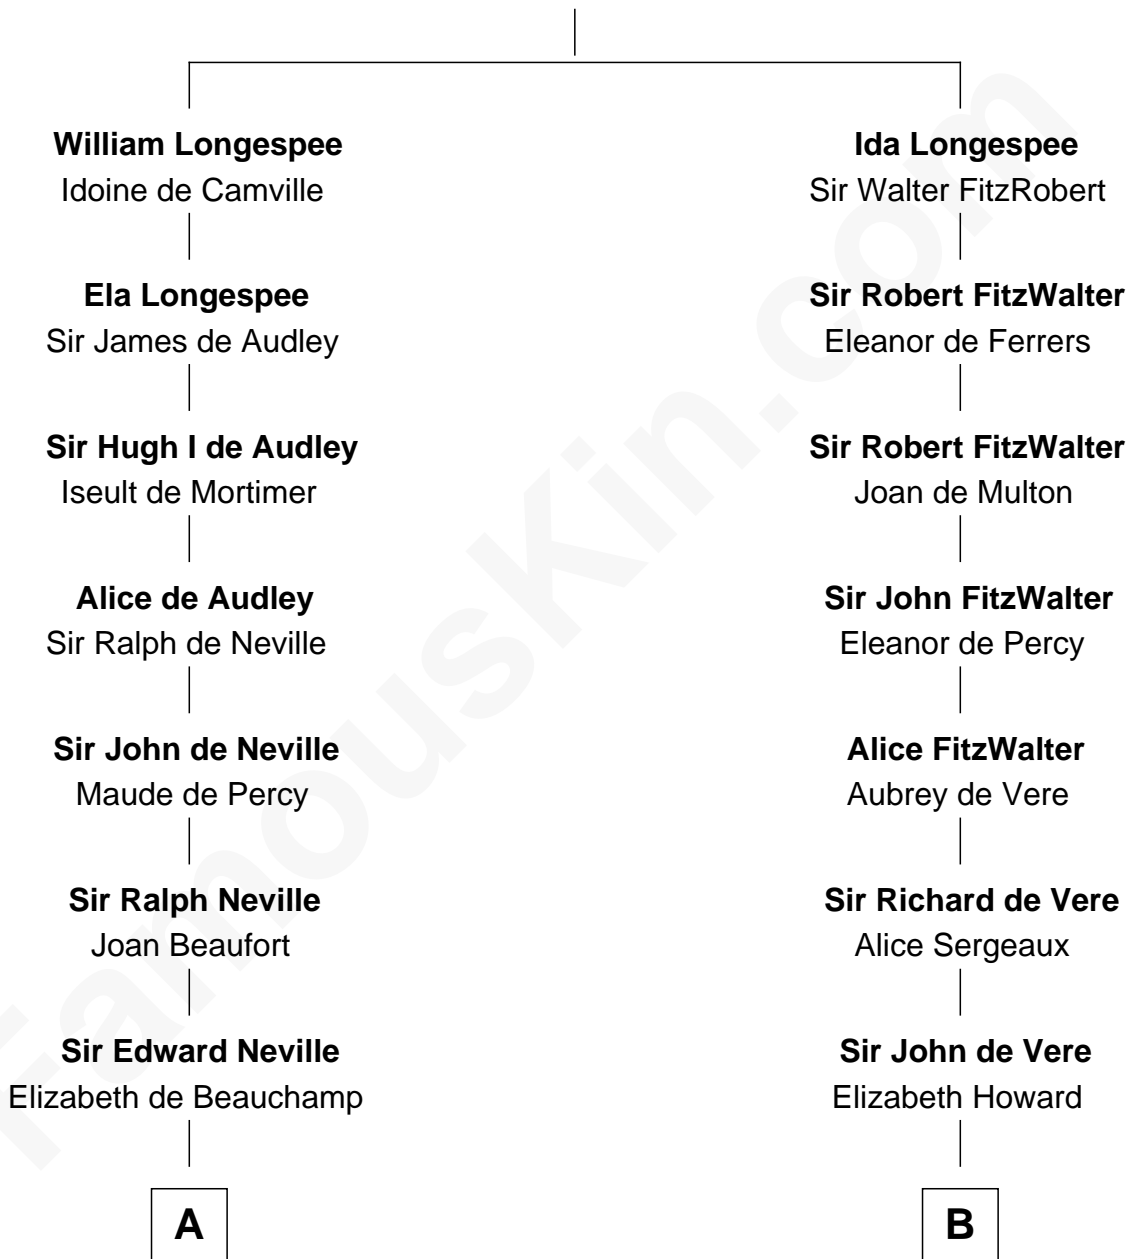 William Longespee
Idoine de Camville
Ela Longespee
Sir James de Audley
Sir Hugh I de Audley
Iseult de Mortimer
Alice de Audley
Sir Ralph de Neville
Sir John de Neville
Maude de Percy
Sir Ralph Neville
Joan Beaufort
Sir Edward Neville
Elizabeth de Beauchamp
A
Ida Longespee
Sir Walter FitzRobert
Sir Robert FitzWalter
Eleanor de Ferrers
Sir Robert FitzWalter
Joan de Multon
Sir John FitzWalter
Eleanor de Percy
Alice FitzWalter
Aubrey de Vere
Sir Richard de Vere
Alice Sergeaux
Sir John de Vere
Elizabeth Howard
B
FamousKin.com